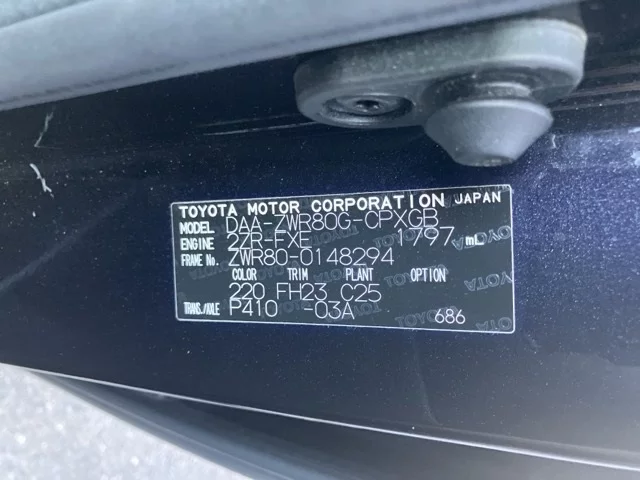 TOYOTA MOTOR CORPORATION JAPAN
MODEL DAA-ZWR80G-CPXGB
ENGINE 2ZR-FXE 1797 mL
FRAME No. ZWR80-0148294
COLOR TRIM PLANT OPTION
220 FH23 C25
TRANS./AXLE P410 -03A 686